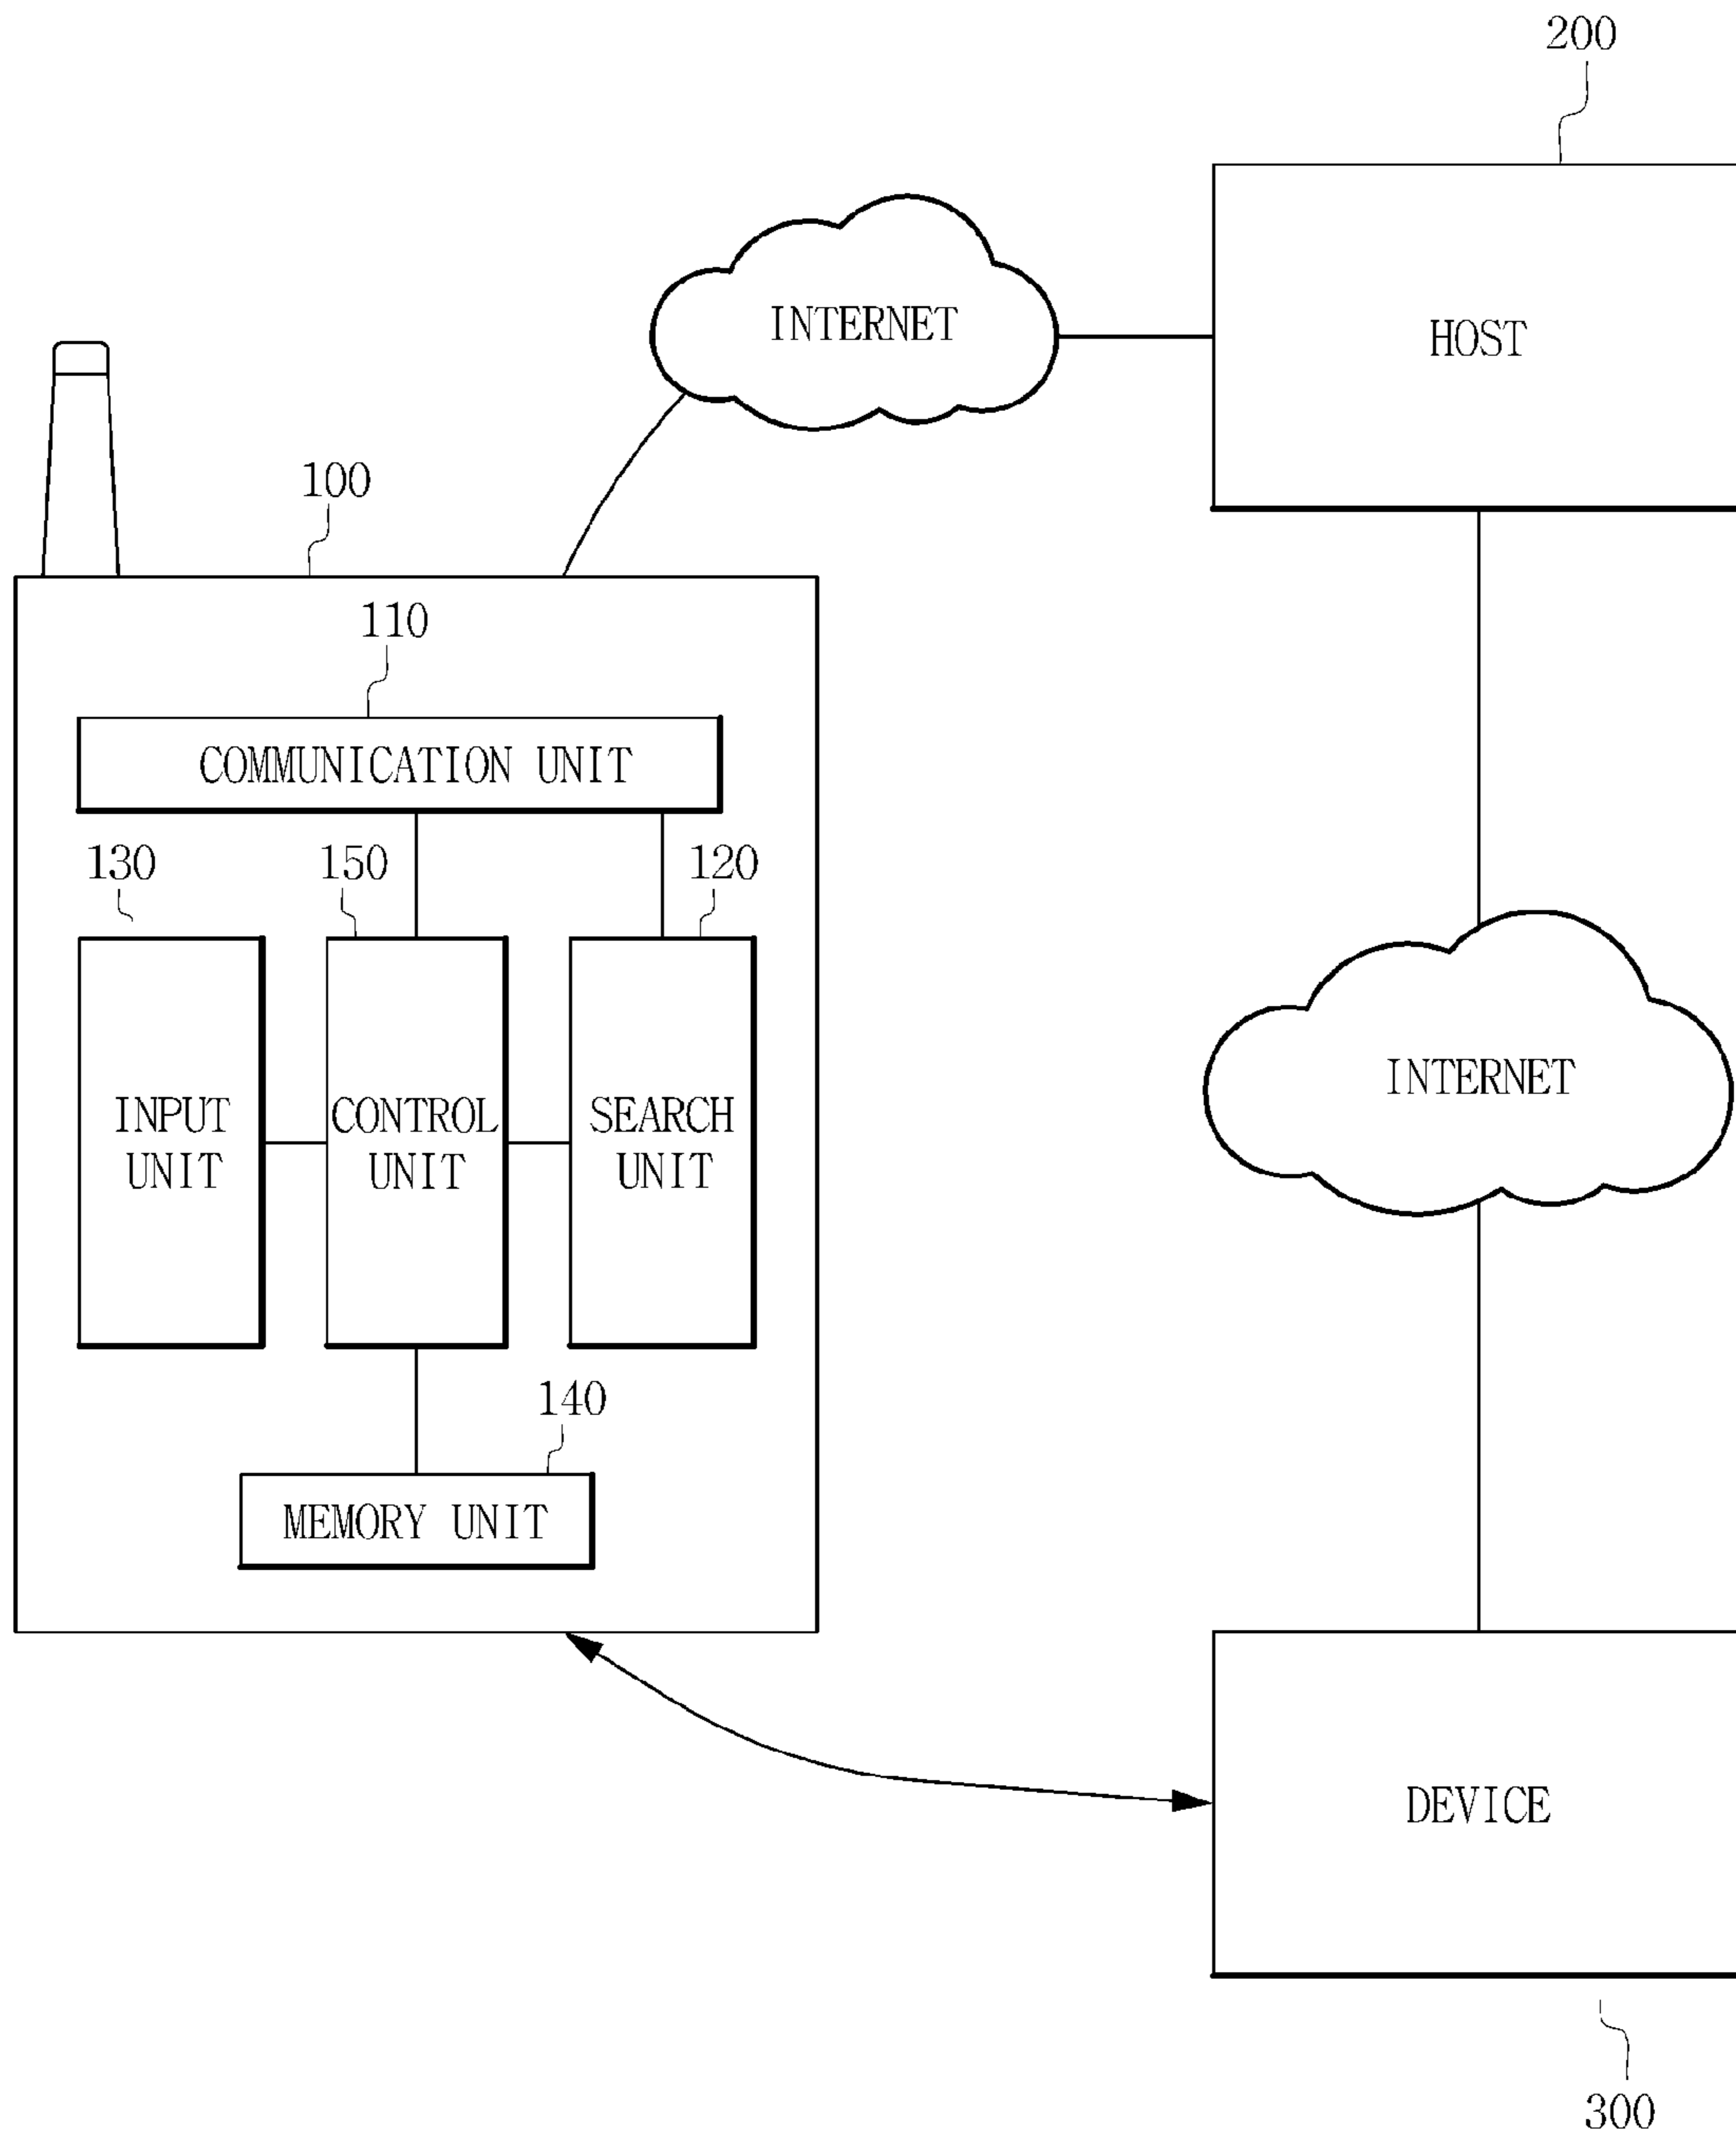 200
INTERNET
HOST
100
110
COMMUNICATION UNIT
130
150
120
INPUT
UNIT
CONTROL
UNIT
SEARCH
UNIT
INTERNET
140
MEMORY UNIT
DEVICE
300